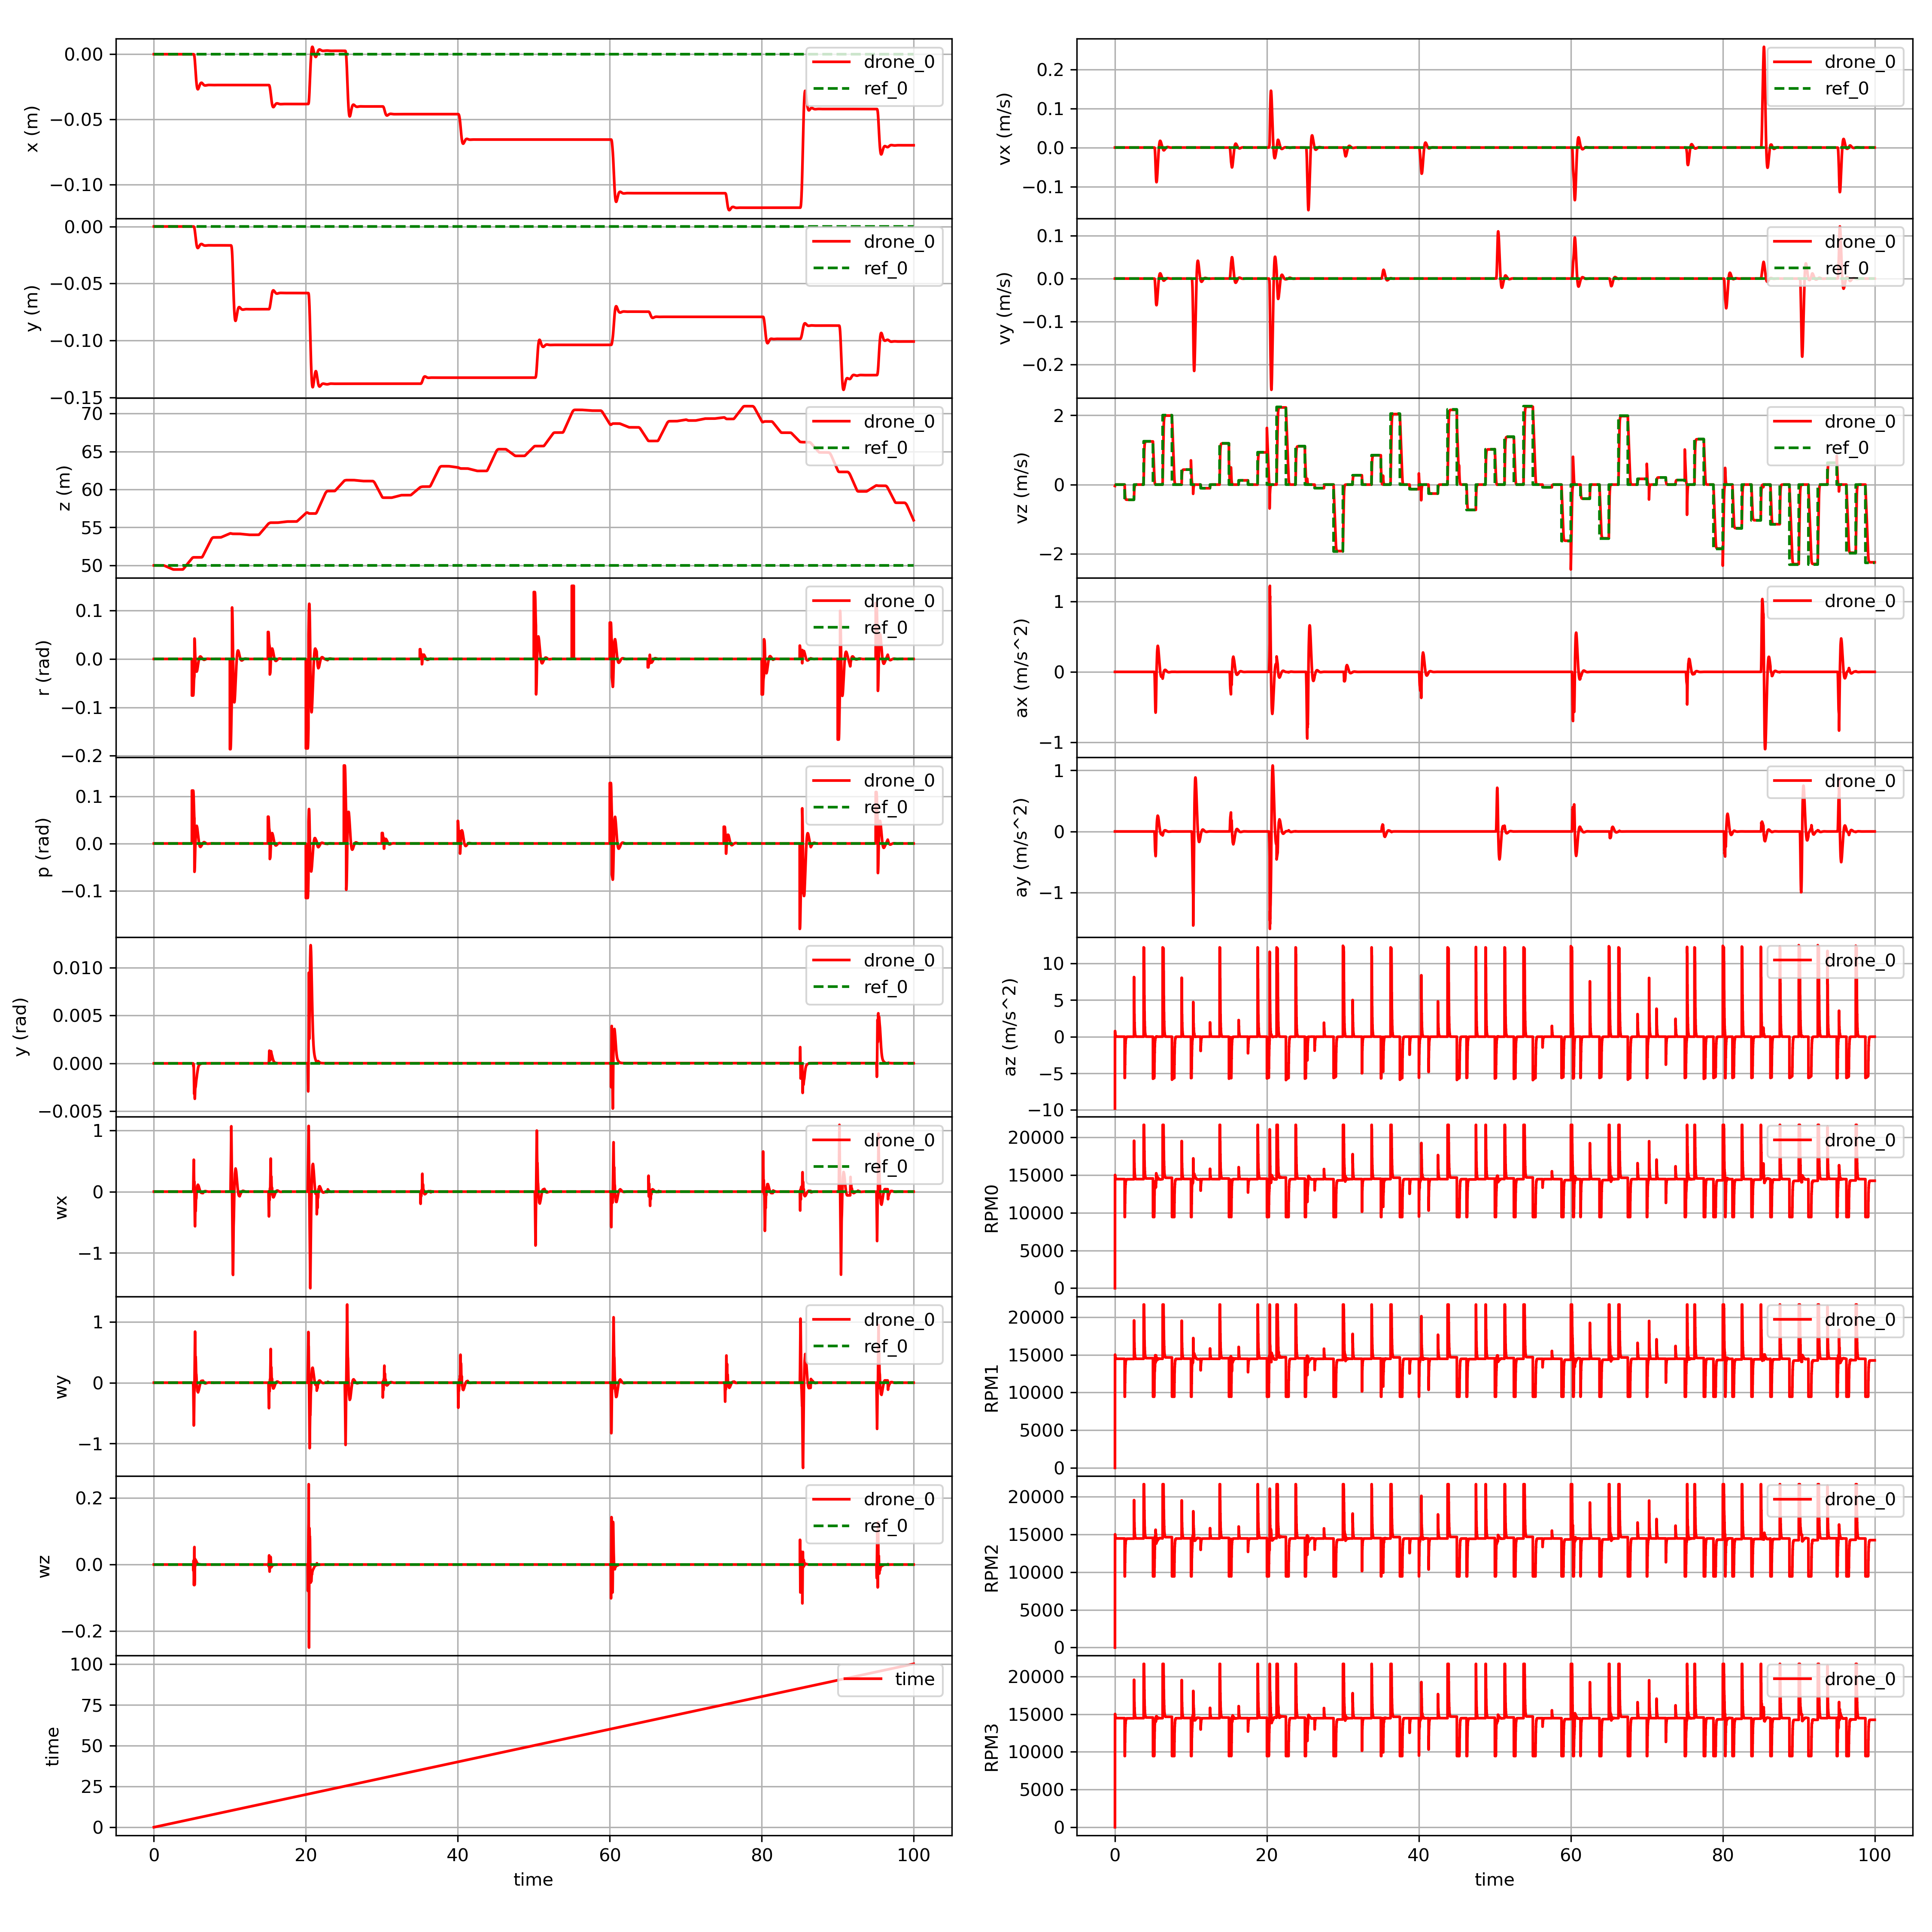 x (m)
0.00
−0.05
−0.10
drone_0
ref_0
y (m)
0.00
−0.05
−0.10
−0.15
drone_0
ref_0
z (m)
70
65
60
55
50
drone_0
ref_0
r (rad)
0.1
0.0
−0.1
−0.2
drone_0
ref_0
p (rad)
0.1
0.0
−0.1
drone_0
ref_0
y (rad)
0.010
0.005
0.000
−0.005
drone_0
ref_0
wx
1
0
−1
drone_0
ref_0
wy
1
0
−1
drone_0
ref_0
wz
0.2
0.0
−0.2
drone_0
ref_0
time
100
75
50
25
0
time
0 20 40 60 80 100
time
vx (m/s)
0.2
0.1
0.0
−0.1
drone_0
ref_0
vy (m/s)
0.1
0.0
−0.1
−0.2
drone_0
ref_0
vz (m/s)
2
0
−2
drone_0
ref_0
ax (m/s^2)
1
0
−1
drone_0
ay (m/s^2)
1
0
−1
drone_0
az (m/s^2)
10
5
0
−5
−10
drone_0
RPM0
20000
15000
10000
5000
0
drone_0
RPM1
20000
15000
10000
5000
0
drone_0
RPM2
20000
15000
10000
5000
0
drone_0
RPM3
20000
15000
10000
5000
0
drone_0
0 20 40 60 80 100
time